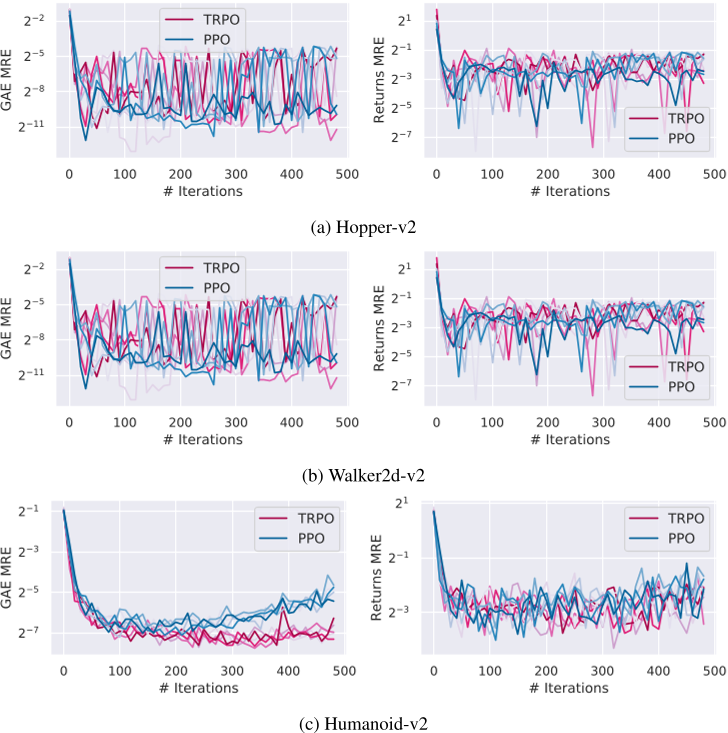 GAE MRE
2⁻²
2⁻⁵
2⁻⁸
2⁻¹¹
TRPO
PPO
0 100 200 300 400 500
# Iterations
Returns MRE
2¹
2⁻¹
2⁻³
2⁻⁵
2⁻⁷
TRPO
PPO
0 100 200 300 400 500
# Iterations
(a) Hopper-v2
GAE MRE
2⁻²
2⁻⁵
2⁻⁸
2⁻¹¹
TRPO
PPO
0 100 200 300 400 500
# Iterations
Returns MRE
2¹
2⁻¹
2⁻³
2⁻⁵
2⁻⁷
TRPO
PPO
0 100 200 300 400 500
# Iterations
(b) Walker2d-v2
GAE MRE
2⁻¹
2⁻³
2⁻⁵
2⁻⁷
TRPO
PPO
0 100 200 300 400 500
# Iterations
Returns MRE
2¹
2⁻¹
2⁻³
TRPO
PPO
0 100 200 300 400 500
# Iterations
(c) Humanoid-v2